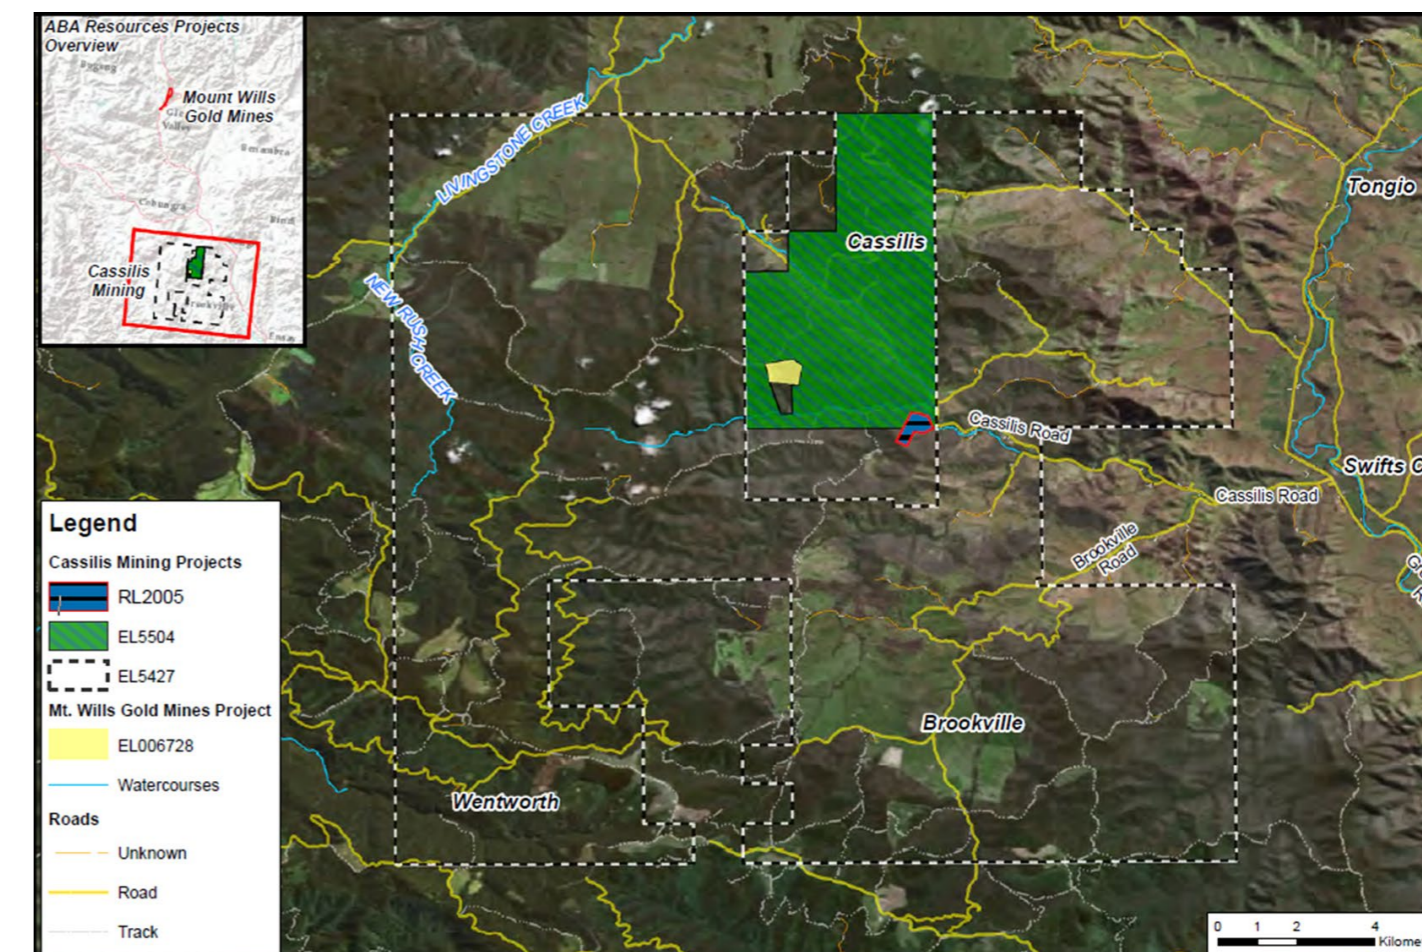 ABA Resources Projects
Overview
Mount Wills
Gold Mines
Cobungra
Cassilis
Mining
LIVINGSTONE CREEK
NEW RUSH CREEK
Cassilis
Tongio
Cassilis Road
Swifts C
Cassilis Road
Brookville
Road
Brookville
Wentworth
Legend
Cassilis Mining Projects
RL2005
EL5504
EL5427
Mt. Wills Gold Mines Project
EL006728
Watercourses
Roads
Unknown
Road
Track
0 1 2 4
Kilome